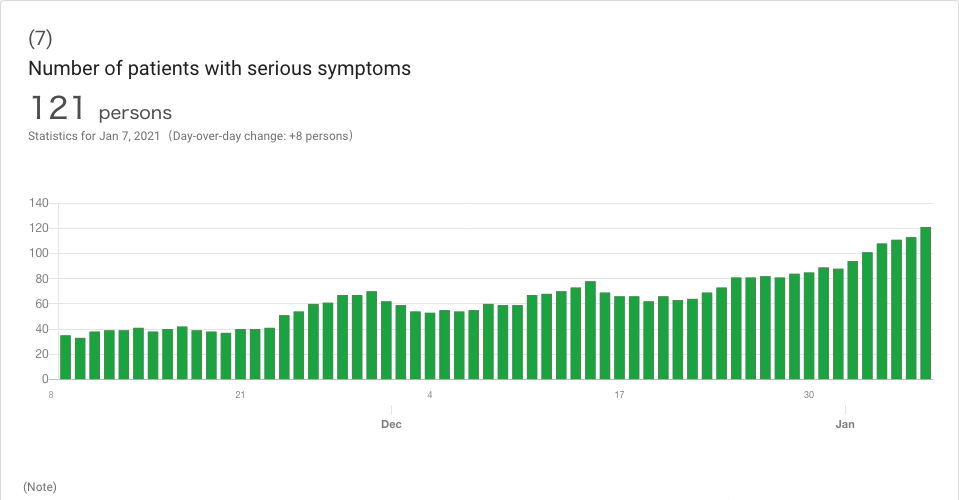 (7)
Number of patients with serious symptoms
121 persons
Statistics for Jan 7, 2021 （Day-over-day change: +8 persons）
140
120
100
80
60
40
20
0
8 21 4 17 30
Dec Jan
(Note)